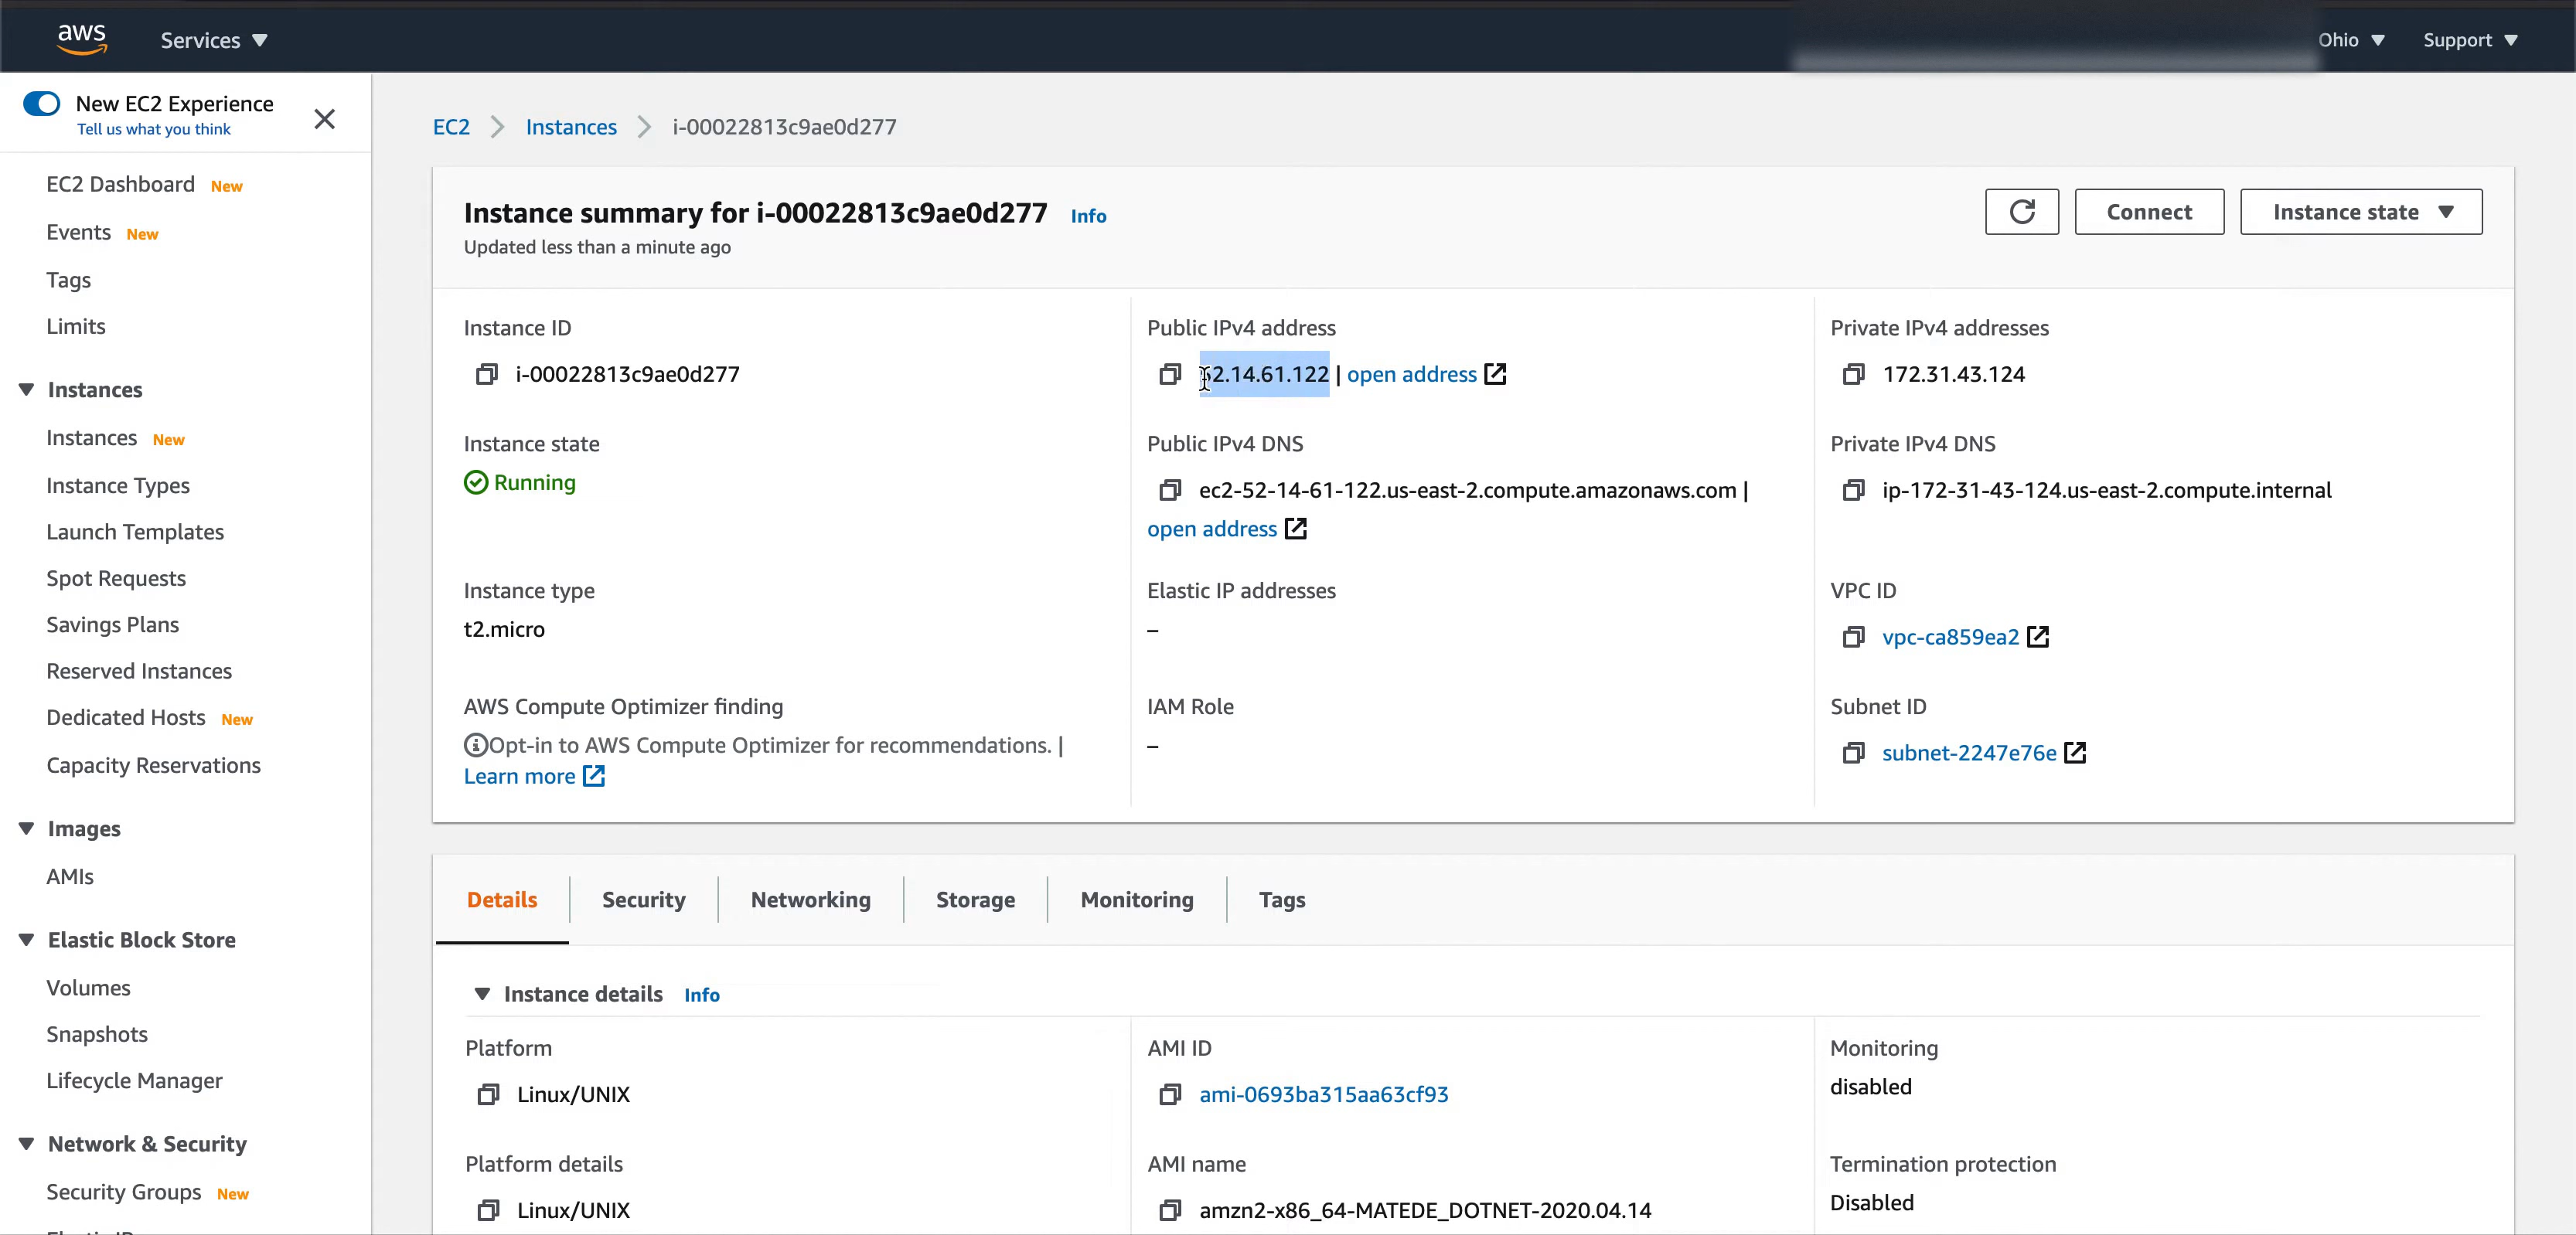 aws
Services
Ohio
Support
New EC2 Experience
Tell us what you think
EC2 Dashboard New
Events New
Tags
Limits
Instances
Instances New
Instance Types
Launch Templates
Spot Requests
Savings Plans
Reserved Instances
Dedicated Hosts New
Capacity Reservations
Images
AMIs
Elastic Block Store
Volumes
Snapshots
Lifecycle Manager
Network & Security
Security Groups New
EC2 > Instances > i-00022813c9ae0d277
Instance summary for i-00022813c9ae0d277 Info
Updated less than a minute ago
Connect
Instance state
Instance ID
i-00022813c9ae0d277
Public IPv4 address
52.14.61.122 | open address
Private IPv4 addresses
172.31.43.124
Instance state
Running
Public IPv4 DNS
ec2-52-14-61-122.us-east-2.compute.amazonaws.com |
open address
Private IPv4 DNS
ip-172-31-43-124.us-east-2.compute.internal
Instance type
t2.micro
Elastic IP addresses
–
VPC ID
vpc-ca859ea2
AWS Compute Optimizer finding
Opt-in to AWS Compute Optimizer for recommendations. |
Learn more
IAM Role
–
Subnet ID
subnet-2247e76e
Details
Security
Networking
Storage
Monitoring
Tags
Instance details Info
Platform
Linux/UNIX
AMI ID
ami-0693ba315aa63cf93
Monitoring
disabled
Platform details
Linux/UNIX
AMI name
amzn2-x86_64-MATEDE_DOTNET-2020.04.14
Termination protection
Disabled